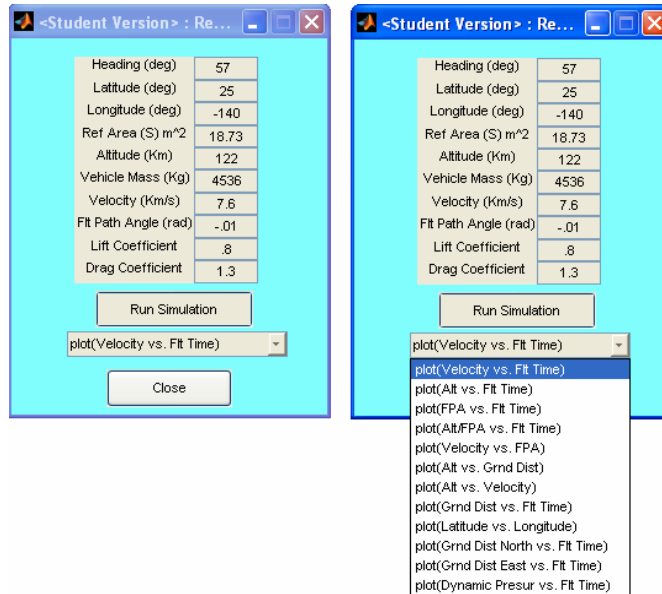 <Student Version> : Re...
Heading (deg) 57
Latitude (deg) 25
Longitude (deg) -140
Ref Area (S) m^2 18.73
Altitude (Km) 122
Vehicle Mass (Kg) 4536
Velocity (Km/s) 7.6
Flt Path Angle (rad) -.01
Lift Coefficient .8
Drag Coefficient 1.3
Run Simulation
plot(Velocity vs. Flt Time)
Close
<Student Version> : Re...
Heading (deg) 57
Latitude (deg) 25
Longitude (deg) -140
Ref Area (S) m^2 18.73
Altitude (Km) 122
Vehicle Mass (Kg) 4536
Velocity (Km/s) 7.6
Flt Path Angle (rad) -.01
Lift Coefficient .8
Drag Coefficient 1.3
Run Simulation
plot(Velocity vs. Flt Time)
plot(Velocity vs. Flt Time)
plot(Alt vs. Flt Time)
plot(FPA vs. Flt Time)
plot(Alt/FPA vs. Flt Time)
plot(Velocity vs. FPA)
plot(Alt vs. Grnd Dist)
plot(Alt vs. Velocity)
plot(Grnd Dist vs. Flt Time)
plot(Latitude vs. Longitude)
plot(Grnd Dist North vs. Flt Time)
plot(Grnd Dist East vs. Flt Time)
plot(Dynamic Presur vs. Flt Time)